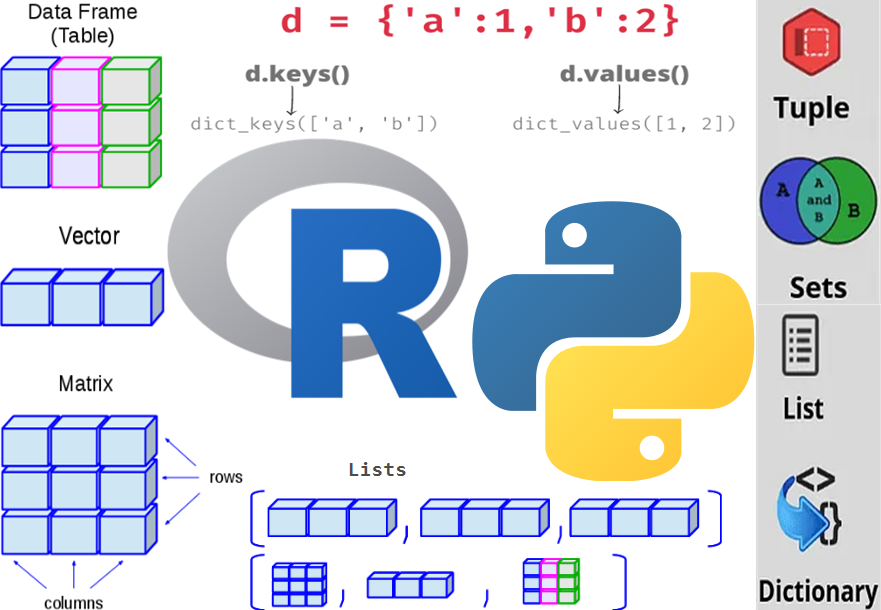 Data Frame
(Table)
d = {'a':1,'b':2}
d.keys()
d.values()
dict_keys(['a', 'b'])
dict_values([1, 2])
Tuple
A
A
and
B
B
Sets
Vector
R
Matrix
rows
columns
List
Lists
[ , , ]
[ , , ]
<>
{}
Dictionary